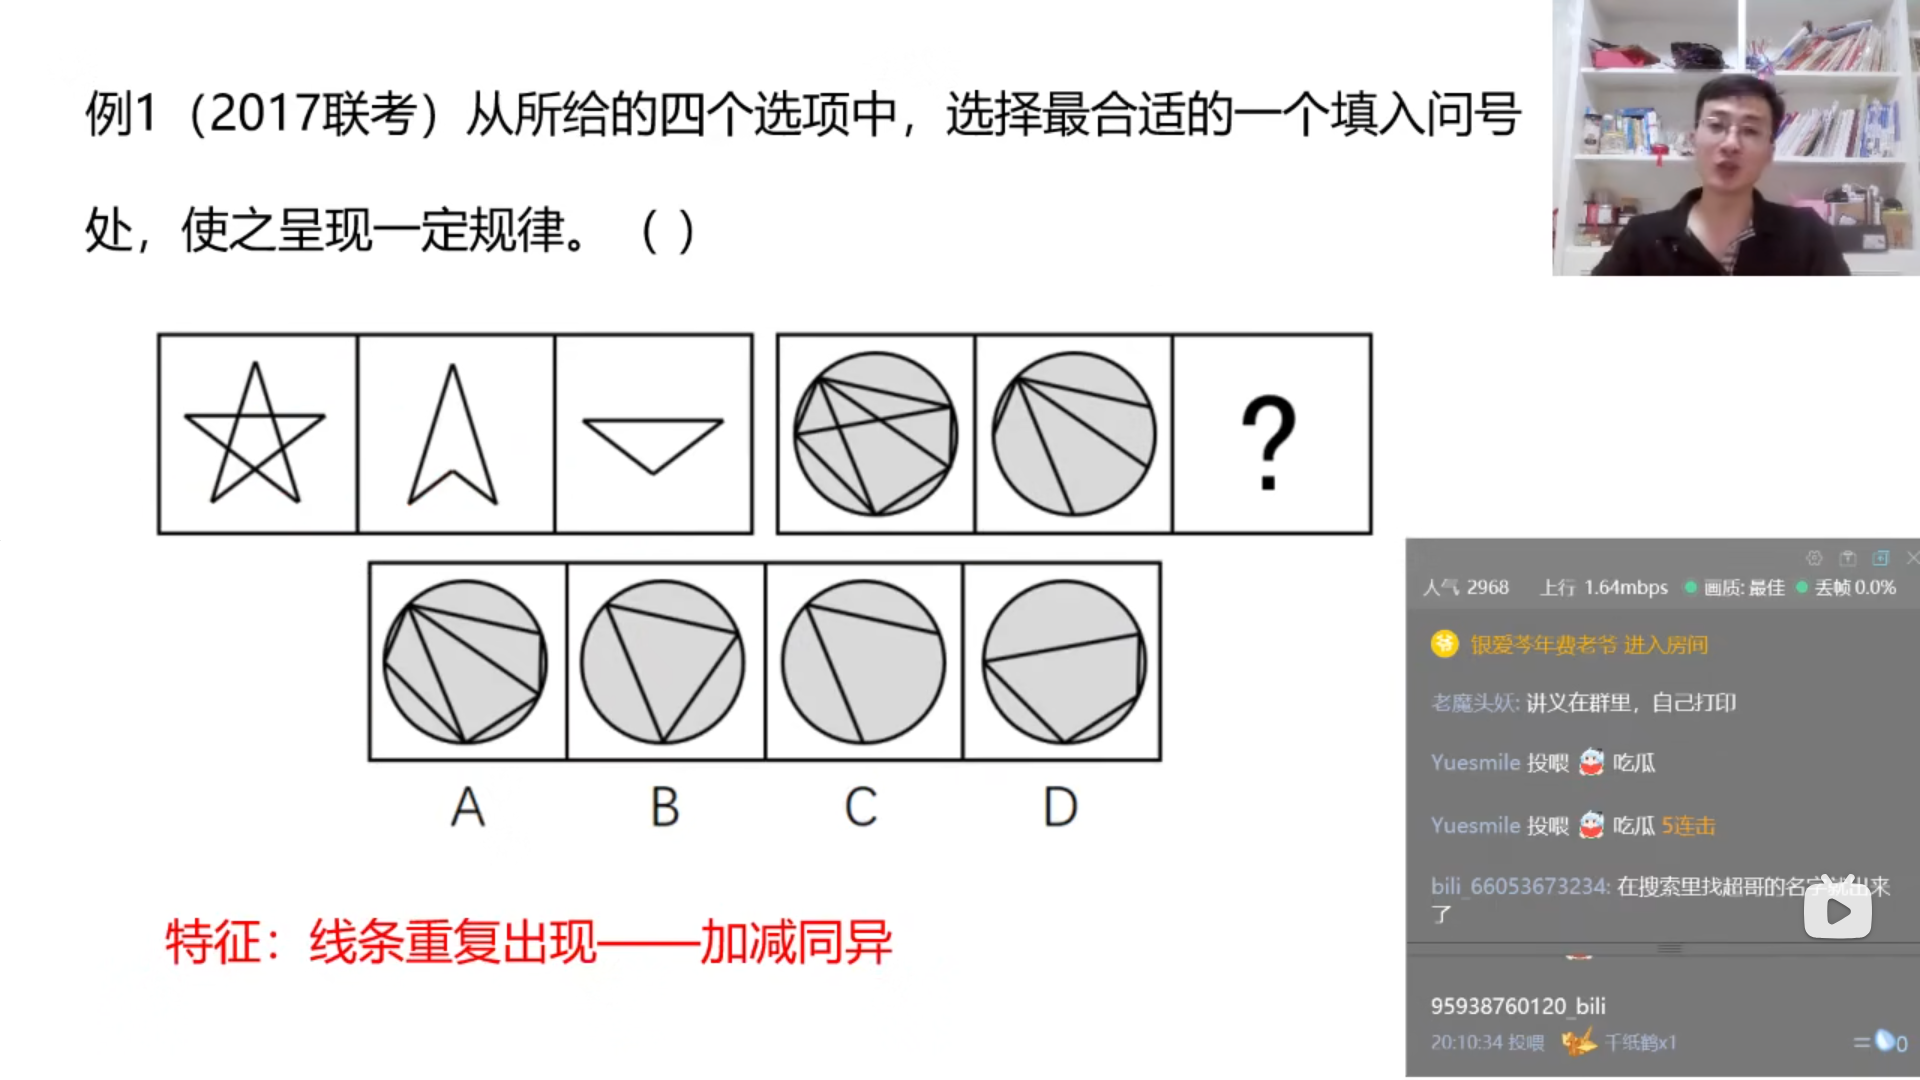 例1（2017联考）从所给的四个选项中，选择最合适的一个填入问号
处，使之呈现一定规律。（ ）
?
A B C D
特征：线条重复出现——加减同异
人气 2968 上行 1.64mbps 画质: 最佳 丢帧 0.0%
爷 银爱芩年费老爷 进入房间
老魔头妖: 讲义在群里，自己打印
Yuesmile 投喂 吃瓜
Yuesmile 投喂 吃瓜 5连击
bili_66053673234: 在搜索里找超哥的名字就出来
了
95938760120_bili
20:10:34 投喂 千纸鹤x1
0